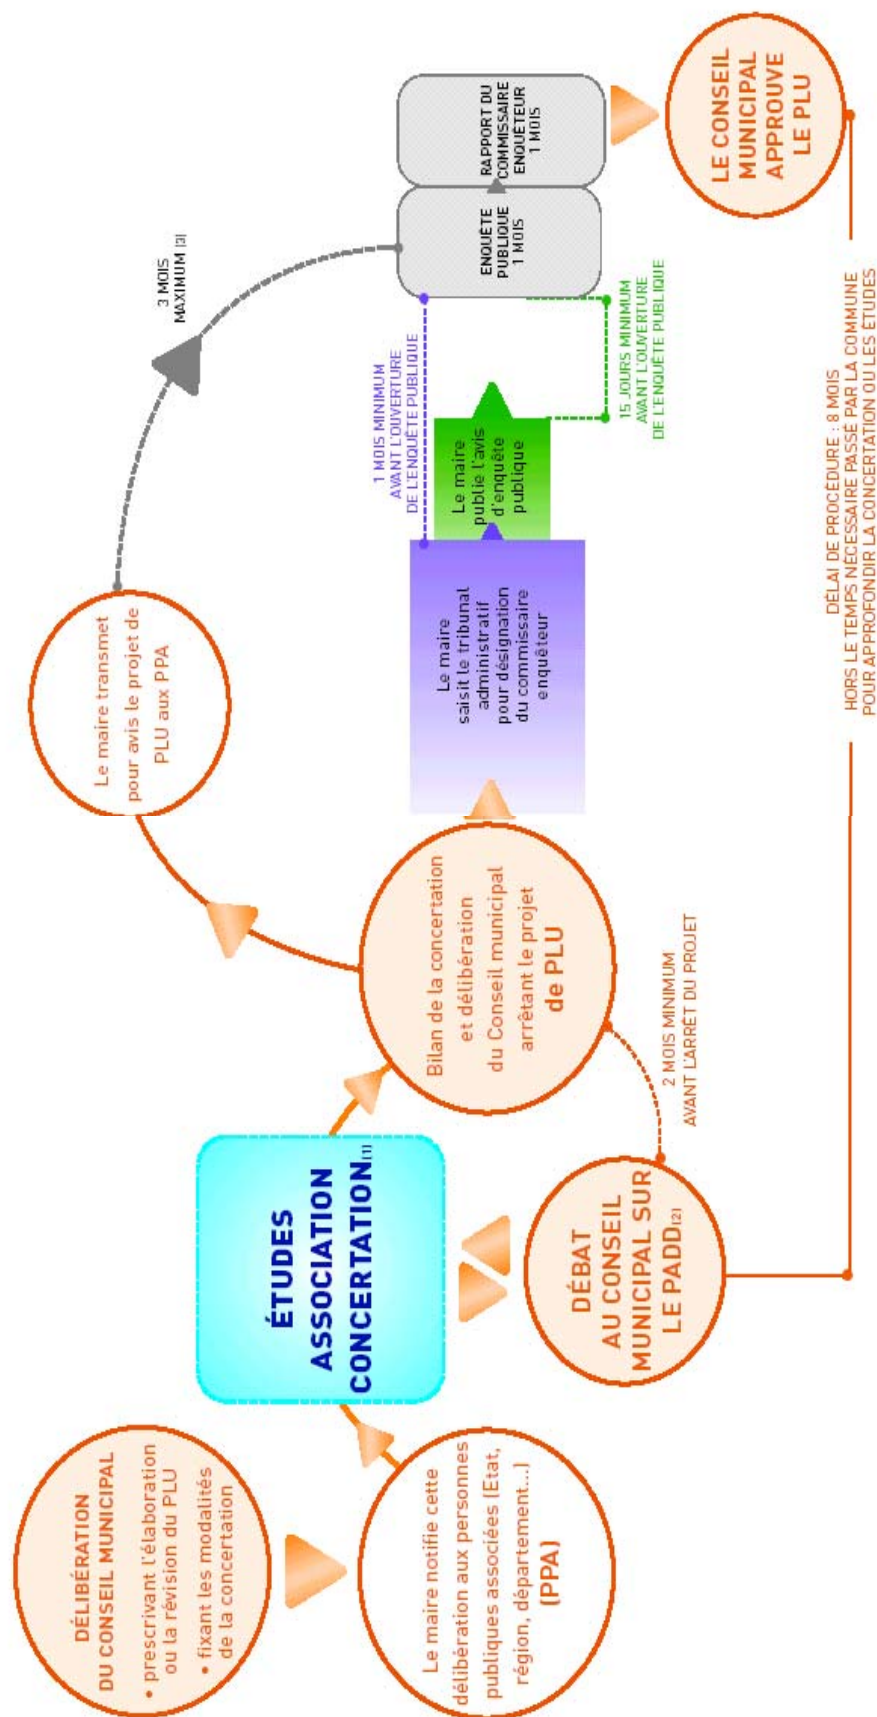 DÉLIBÉRATION
DU CONSEIL MUNICIPAL
• prescrivant l'élaboration
ou la révision du PLU
• fixant les modalités
de la concertation
Le maire notifie cette
délibération aux personnes
publiques associées (Etat,
région, département...)
(PPA)
ÉTUDES
ASSOCIATION
CONCERTATION(1)
DÉBAT
AU CONSEIL
MUNICIPAL SUR
LE PADD(2)
2 MOIS MINIMUM
AVANT L'ARRÊT DU PROJET
Bilan de la concertation
et délibération
du Conseil municipal
arrêtant le projet
de PLU
Le maire transmet
pour avis le projet de
PLU aux PPA
3 MOIS
MAXIMUM (3)
Le maire
saisit le tribunal
administratif
pour désignation
du commissaire
enquêteur
1 MOIS MINIMUM
AVANT L'OUVERTURE
DE L'ENQUÊTE PUBLIQUE
Le maire
publie l'avis
d'enquête
publique
15 JOURS MINIMUM
AVANT L'OUVERTURE
DE L'ENQUÊTE PUBLIQUE
ENQUÊTE
PUBLIQUE
1 MOIS
RAPPORT DU
COMMISSAIRE
ENQUÊTEUR
1 MOIS
LE CONSEIL
MUNICIPAL
APPROUVE
LE PLU
DÉLAI DE PROCÉDURE : 8 MOIS
HORS LE TEMPS NÉCESSAIRE PASSÉ PAR LA COMMUNE
POUR APPROFONDIR LA CONCERTATION OU LES ÉTUDES